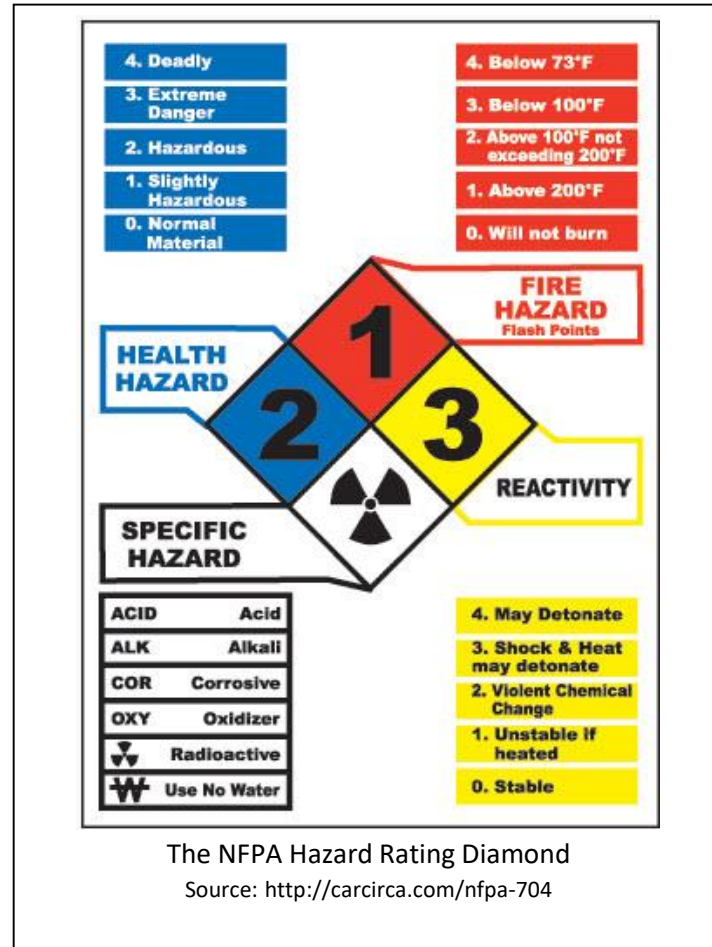 4. Deadly
3. Extreme
Danger
2. Hazardous
1. Slightly
Hazardous
0. Normal
Material
4. Below 73°F
3. Below 100°F
2. Above 100°F not
exceeding 200°F
1. Above 200°F
0. Will not burn
FIRE
HAZARD
Flash Points
HEALTH
HAZARD
1
2
3
REACTIVITY
SPECIFIC
HAZARD
ACID Acid
ALK Alkali
COR Corrosive
OXY Oxidizer
Radioactive
W Use No Water
4. May Detonate
3. Shock & Heat
may detonate
2. Violent Chemical
Change
1. Unstable if
heated
0. Stable
The NFPA Hazard Rating Diamond
Source: http://carcirca.com/nfpa-704